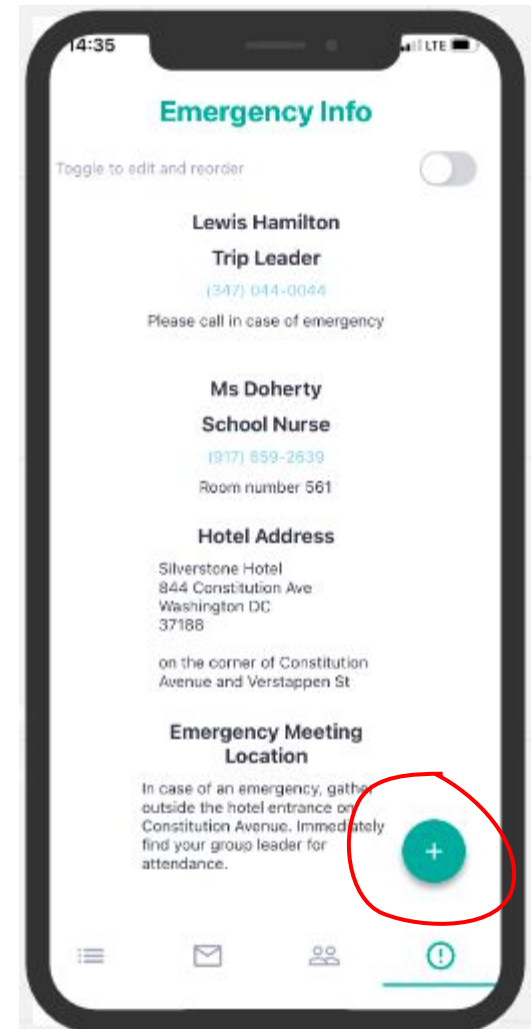 14:35
LTE
Emergency Info
Toggle to edit and reorder
Lewis Hamilton
Trip Leader
(347) 044-0044
Please call in case of emergency
Ms Doherty
School Nurse
(917) 859-2639
Room number 561
Hotel Address
Silverstone Hotel
844 Constitution Ave
Washington DC
37188
on the corner of Constitution
Avenue and Verstappen St
Emergency Meeting
Location
In case of an emergency, gather
outside the hotel entrance on
Constitution Avenue. Immediately
find your group leader for
attendance.
+